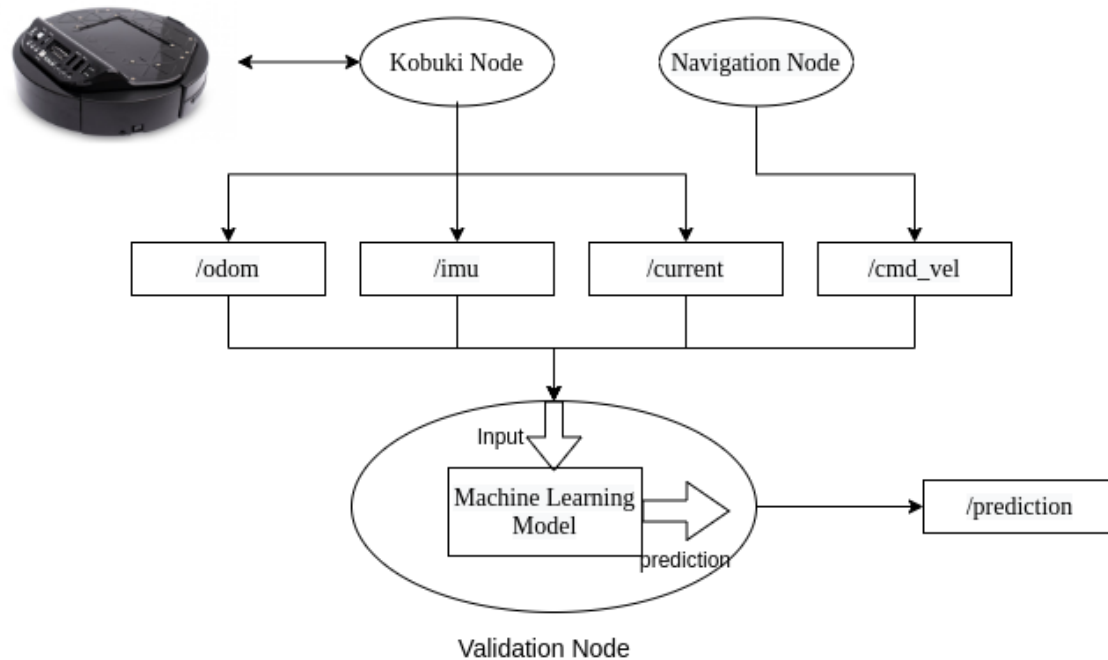 Kobuki Node
Navigation Node
/odom
/imu
/current
/cmd_vel
Input
Machine Learning
Model
prediction
/prediction
Validation Node